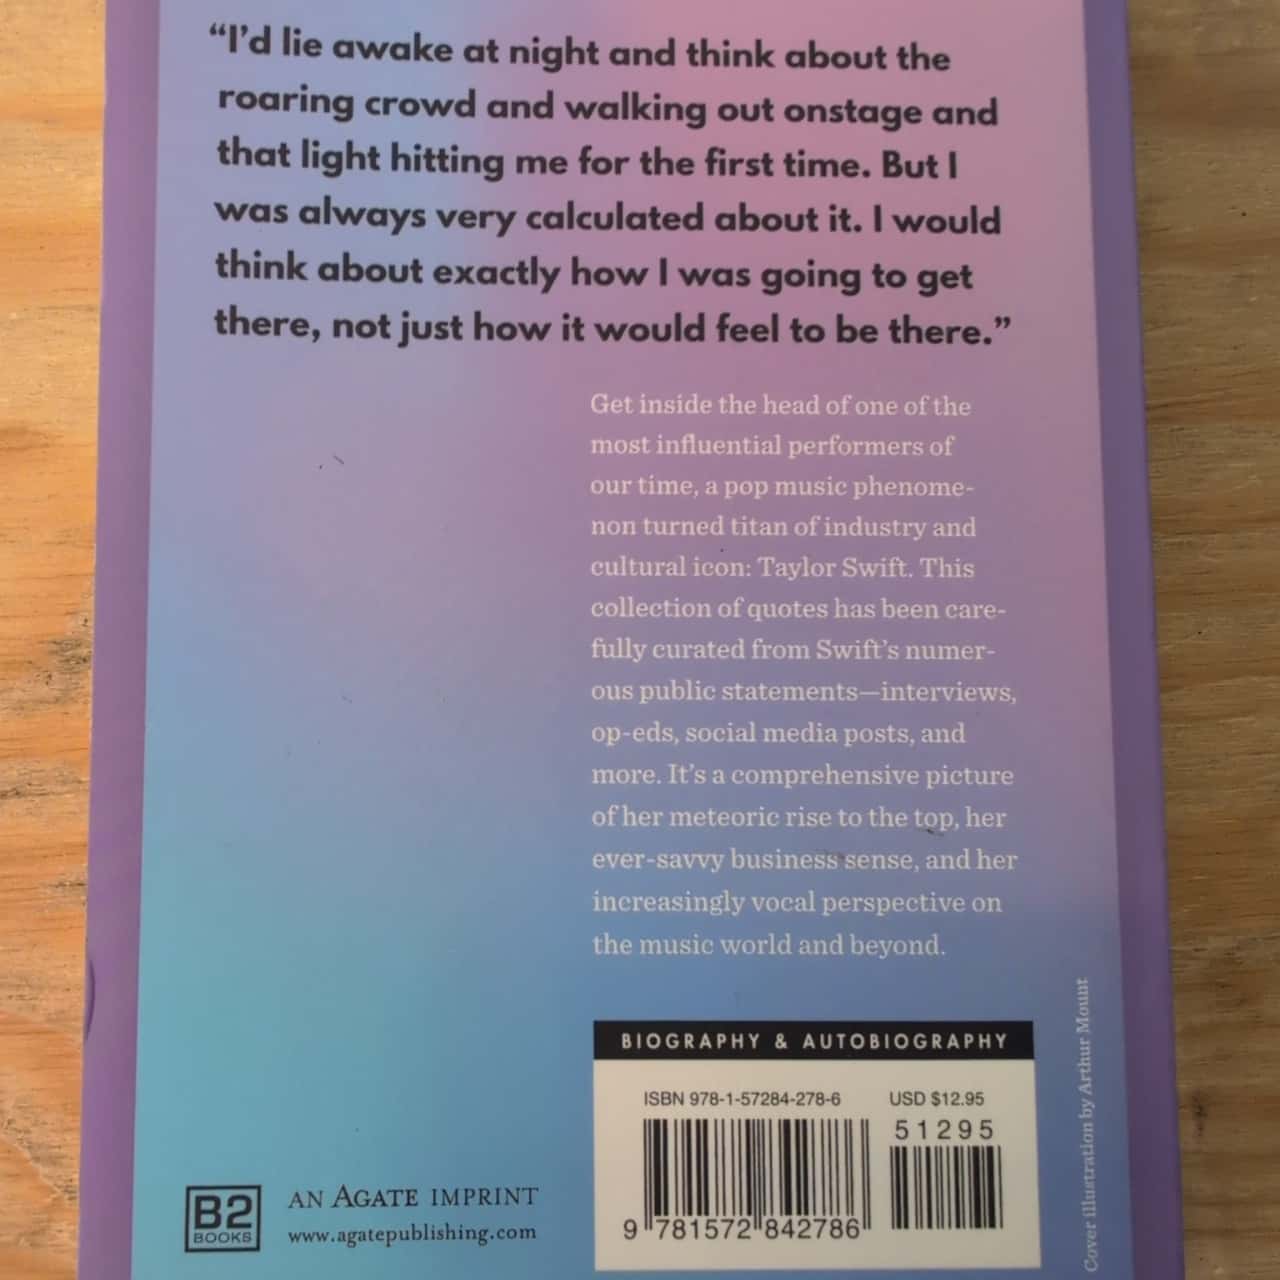 “I’d lie awake at night and think about the
roaring crowd and walking out onstage and
that light hitting me for the first time. But I
was always very calculated about it. I would
think about exactly how I was going to get
there, not just how it would feel to be there.”
Get inside the head of one of the
most influential performers of
our time, a pop music phenome-
non turned titan of industry and
cultural icon: Taylor Swift. This
collection of quotes has been care-
fully curated from Swift’s numer-
ous public statements—interviews,
op-eds, social media posts, and
more. It’s a comprehensive picture
of her meteoric rise to the top, her
ever-savvy business sense, and her
increasingly vocal perspective on
the music world and beyond.
BIOGRAPHY & AUTOBIOGRAPHY
ISBN 978-1-57284-278-6 USD $12.95
51295
9 781572 842786
B2
BOOKS
AN AGATE IMPRINT
www.agatepublishing.com
Cover illustration by Arthur Mount